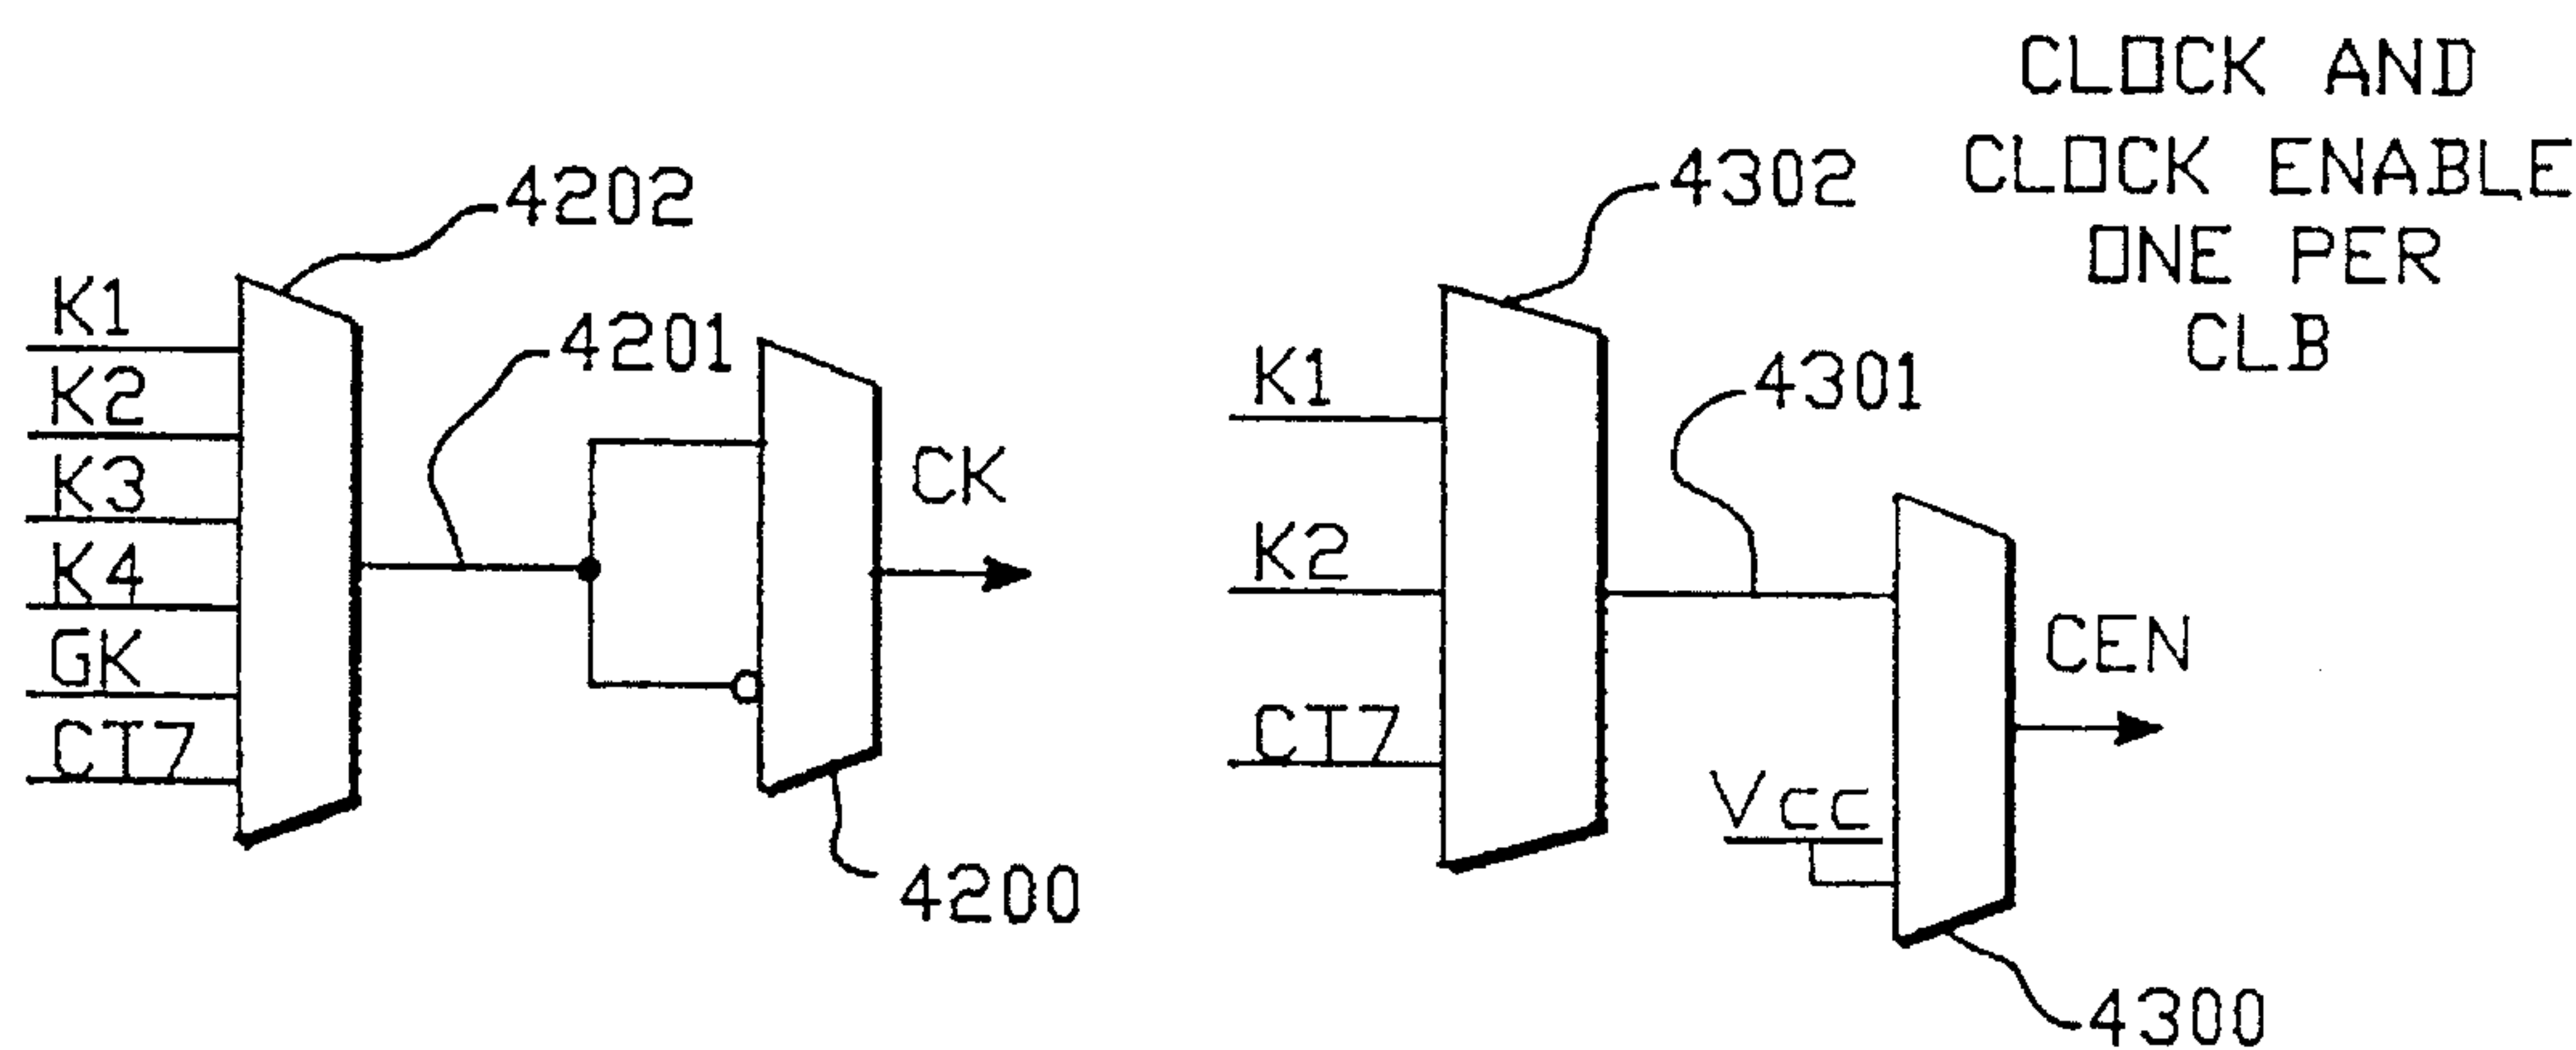 CLOCK AND
CLOCK ENABLE
ONE PER
CLB
4202
K1
K2
K3
K4
GK
CT7
4201
CK
4200
4302
K1
K2
CT7
4301
Vcc
CEN
4300